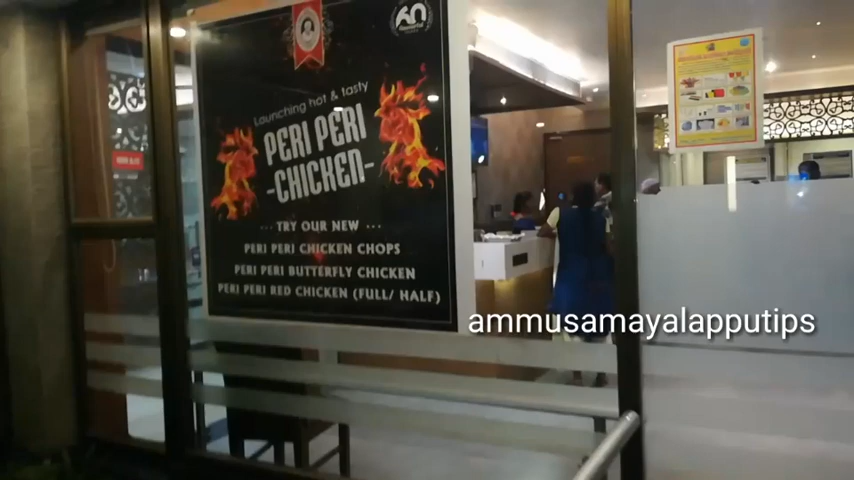 Launching hot & tasty
PERI PERI
-CHICKEN-
··· TRY OUR NEW ···
PERI PERI CHICKEN CHOPS
PERI PERI BUTTERFLY CHICKEN
PERI PERI RED CHICKEN (FULL/ HALF)
ammusamayalapputips